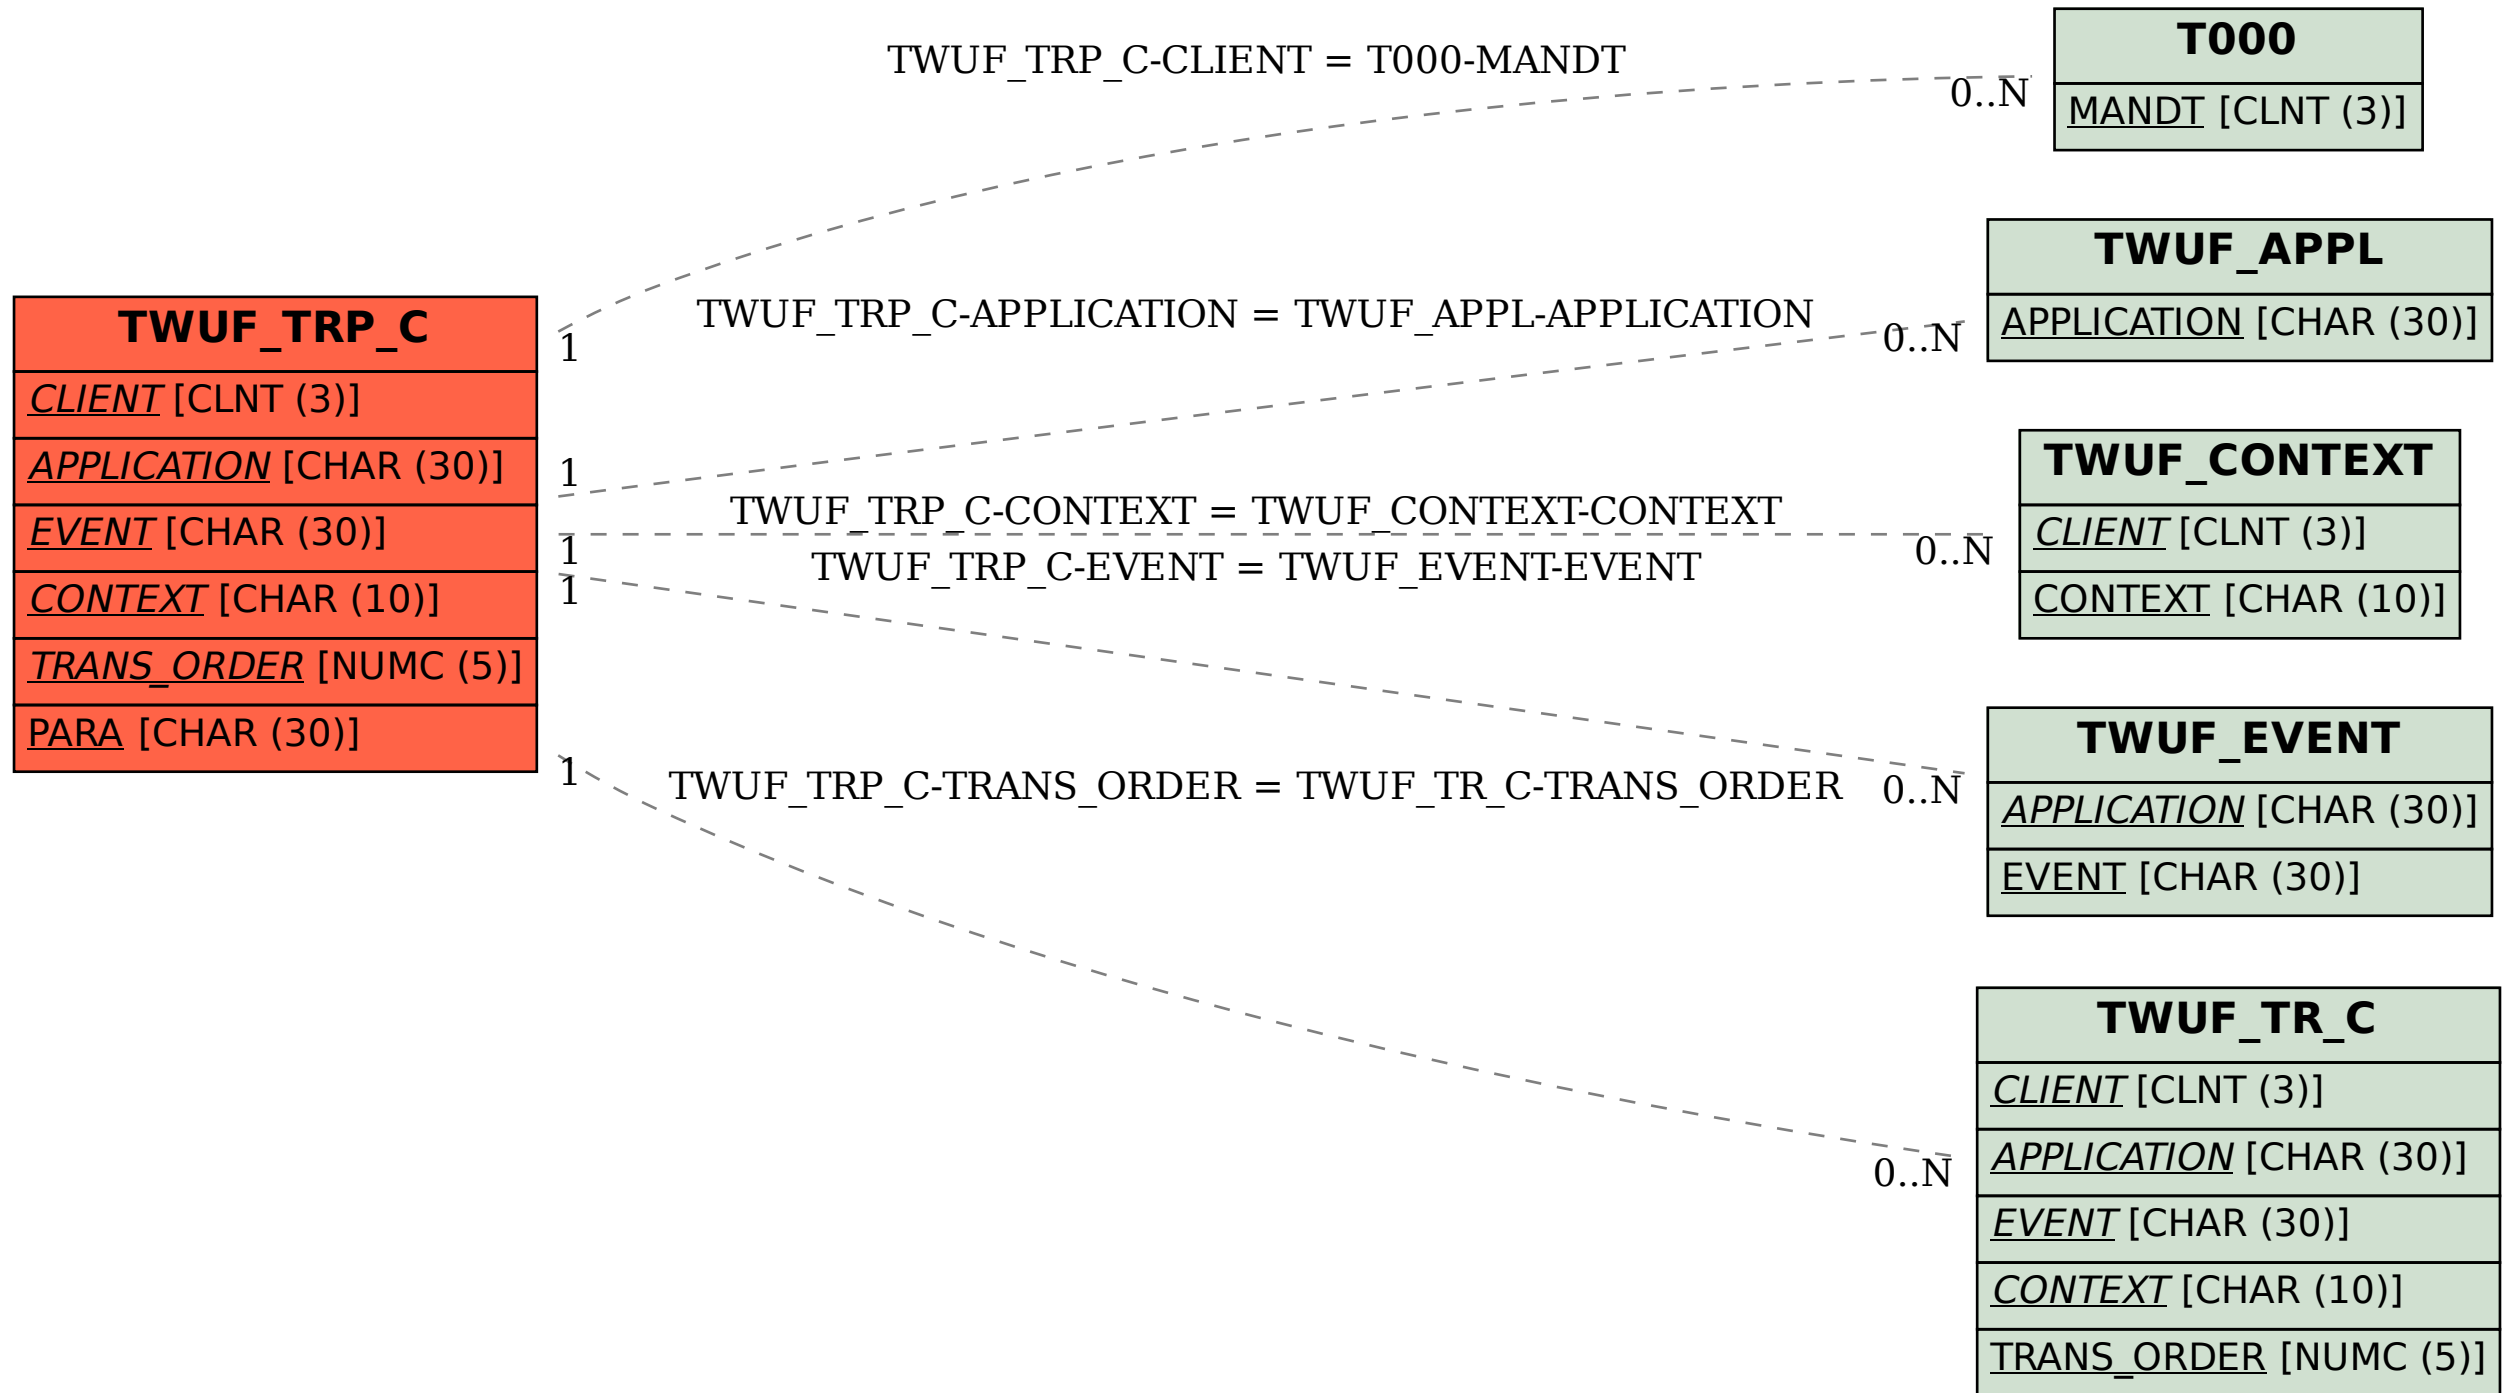 TWUF_TRP_C
CLIENT [CLNT (3)]
APPLICATION [CHAR (30)]
EVENT [CHAR (30)]
CONTEXT [CHAR (10)]
TRANS_ORDER [NUMC (5)]
PARA [CHAR (30)]
TWUF_TRP_C-CLIENT = T000-MANDT
1
0..N
TWUF_TRP_C-APPLICATION = TWUF_APPL-APPLICATION
1
0..N
TWUF_TRP_C-CONTEXT = TWUF_CONTEXT-CONTEXT
1
0..N
TWUF_TRP_C-EVENT = TWUF_EVENT-EVENT
1
0..N
TWUF_TRP_C-TRANS_ORDER = TWUF_TR_C-TRANS_ORDER
1
0..N
T000
MANDT [CLNT (3)]
TWUF_APPL
APPLICATION [CHAR (30)]
TWUF_CONTEXT
CLIENT [CLNT (3)]
CONTEXT [CHAR (10)]
TWUF_EVENT
APPLICATION [CHAR (30)]
EVENT [CHAR (30)]
TWUF_TR_C
CLIENT [CLNT (3)]
APPLICATION [CHAR (30)]
EVENT [CHAR (30)]
CONTEXT [CHAR (10)]
TRANS_ORDER [NUMC (5)]